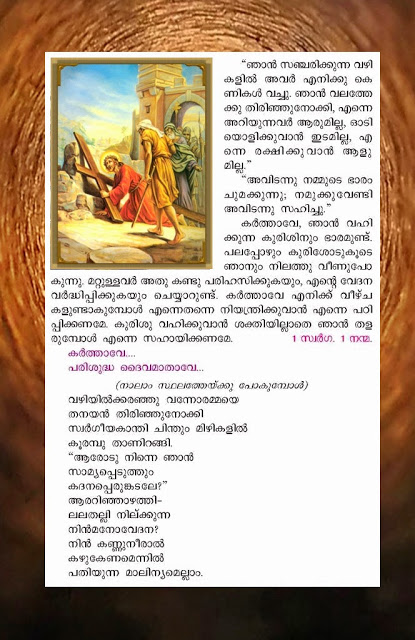 “ഞാൻ സഞ്ചരിക്കുന്ന വഴി
കളിൽ അവർ എനിക്കു കെ
ണികൾ വച്ചു. ഞാൻ വലത്തേ
ക്കു തിരിഞ്ഞുനോക്കി, എന്നെ
അറിയുന്നവർ ആരുമില്ല, ഓടി
യൊളിക്കുവാൻ ഇടമില്ല, എ
ന്നെ രക്ഷിക്കുവാൻ ആളു
മില്ല.”
“അവിടന്നു നമ്മുടെ ഭാരം
ചുമക്കുന്നു; നമുക്കുവേണ്ടി
അവിടന്നു സഹിച്ചു.”
കർത്താവേ, ഞാൻ വഹി
ക്കുന്ന കുരിശിനും ഭാരമുണ്ട്.
പലപ്പോഴും കുരിശോടുകൂടെ
ഞാനും നിലത്തു വീണുപോ
കുന്നു. മറ്റുള്ളവർ അതു കണ്ടു പരിഹസിക്കുകയും, എന്റെ വേദന
വർദ്ധിപ്പിക്കുകയും ചെയ്യാറുണ്ട്. കർത്താവേ എനിക്ക് വീഴ്ച
കളുണ്ടാകുമ്പോൾ എന്നെതന്നെ നിയന്ത്രിക്കുവാൻ എന്നെ പഠി
പ്പിക്കണമേ. കുരിശു വഹിക്കുവാൻ ശക്തിയില്ലാതെ ഞാൻ തള
രുമ്പോൾ എന്നെ സഹായിക്കണമേ. 1 സ്വർഗ. 1 നന്മ.
കർത്താവേ....
പരിശുദ്ധ ദൈവമാതാവേ...
(നാലാം സ്ഥലത്തേയ്ക്കു പോകുമ്പോൾ)
വഴിയിൽക്കരഞ്ഞു വന്നോരമ്മയെ
തനയൻ തിരിഞ്ഞുനോക്കി
സ്വർഗീയകാന്തി ചിന്തും മിഴികളിൽ
കൂരമ്പു താണിറങ്ങി.
“ആരോടു നിന്നെ ഞാൻ
സാമ്യപ്പെടുത്തും
കദനപ്പെരുങ്കടലേ?”
ആരറിഞ്ഞാഴത്തി-
ലലതല്ലി നില്ക്കുന്ന
നിൻമനോവേദന?
നിൻ കണ്ണുനീരാൽ
കഴുകേണമെന്നിൽ
പതിയുന്ന മാലിന്യമെല്ലാം.